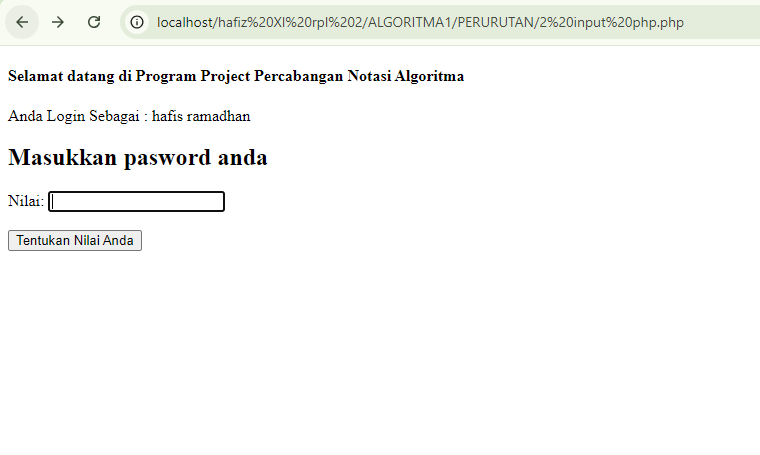 localhost/hafiz%20XI%20rpl%202/ALGORITMA1/PERURUTAN/2%20input%20php.php
Selamat datang di Program Project Percabangan Notasi Algoritma
Anda Login Sebagai : hafis ramadhan
Masukkan pasword anda
Nilai:
Tentukan Nilai Anda